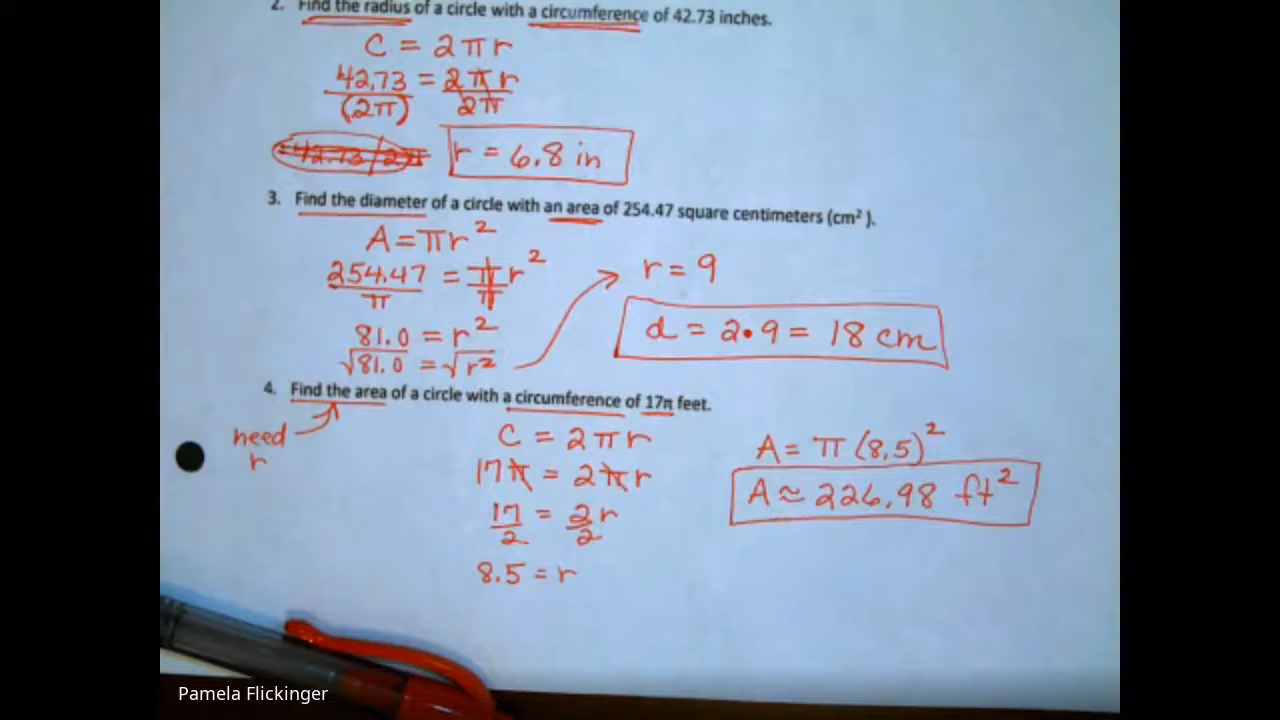 2. Find the radius of a circle with a circumference of 42.73 inches.
C = 2πr
42.73 = 2πr
(2π) 2π
r = 6.8 in
3. Find the diameter of a circle with an area of 254.47 square centimeters (cm²).
A = πr²
254.47 = πr²
π π
81.0 = r²
√81.0 = √r²
r = 9
d = 2•9 = 18 cm
4. Find the area of a circle with a circumference of 17π feet.
need
r
C = 2πr
17π = 2πr
17 = 2r
2 2
8.5 = r
A = π(8.5)²
A ≈ 226.98 ft²
Pamela Flickinger